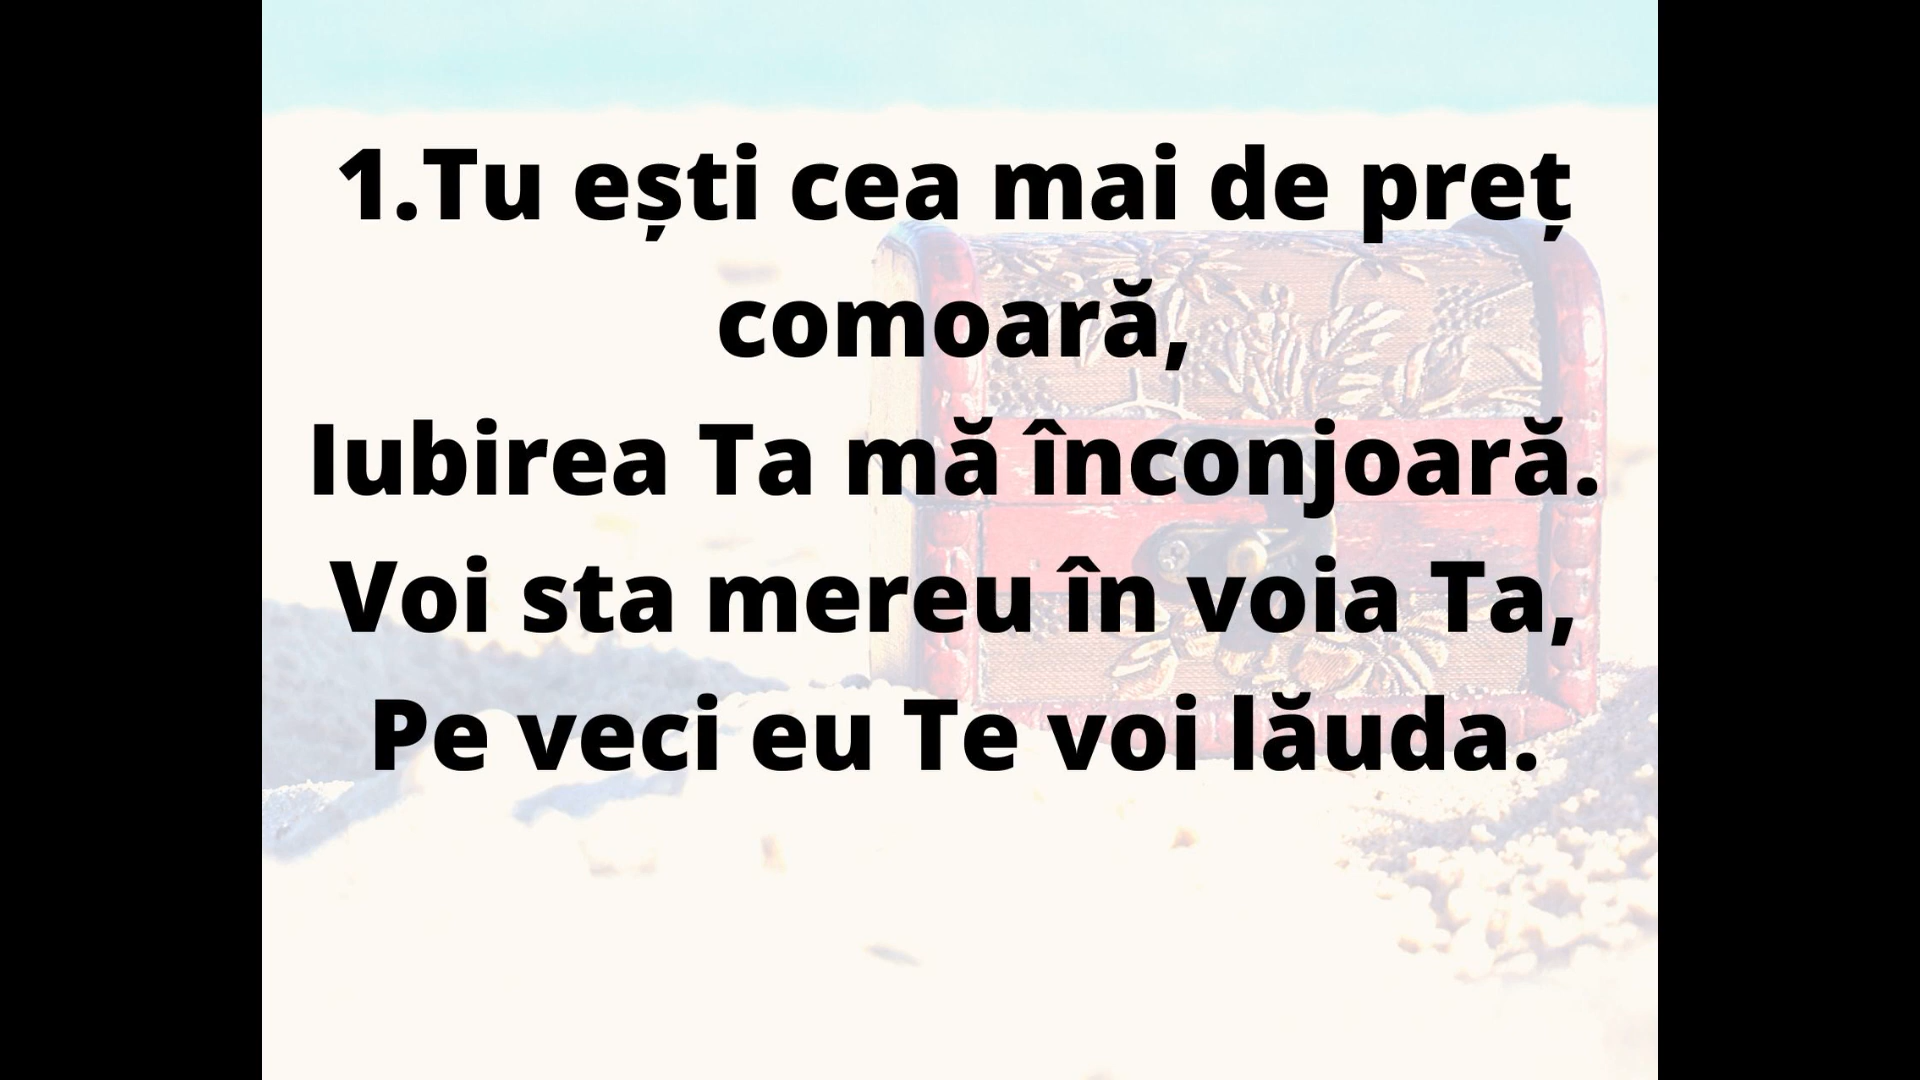 1.Tu ești cea mai de preț
comoară,
Iubirea Ta mă înconjoară.
Voi sta mereu în voia Ta,
Pe veci eu Te voi lăuda.